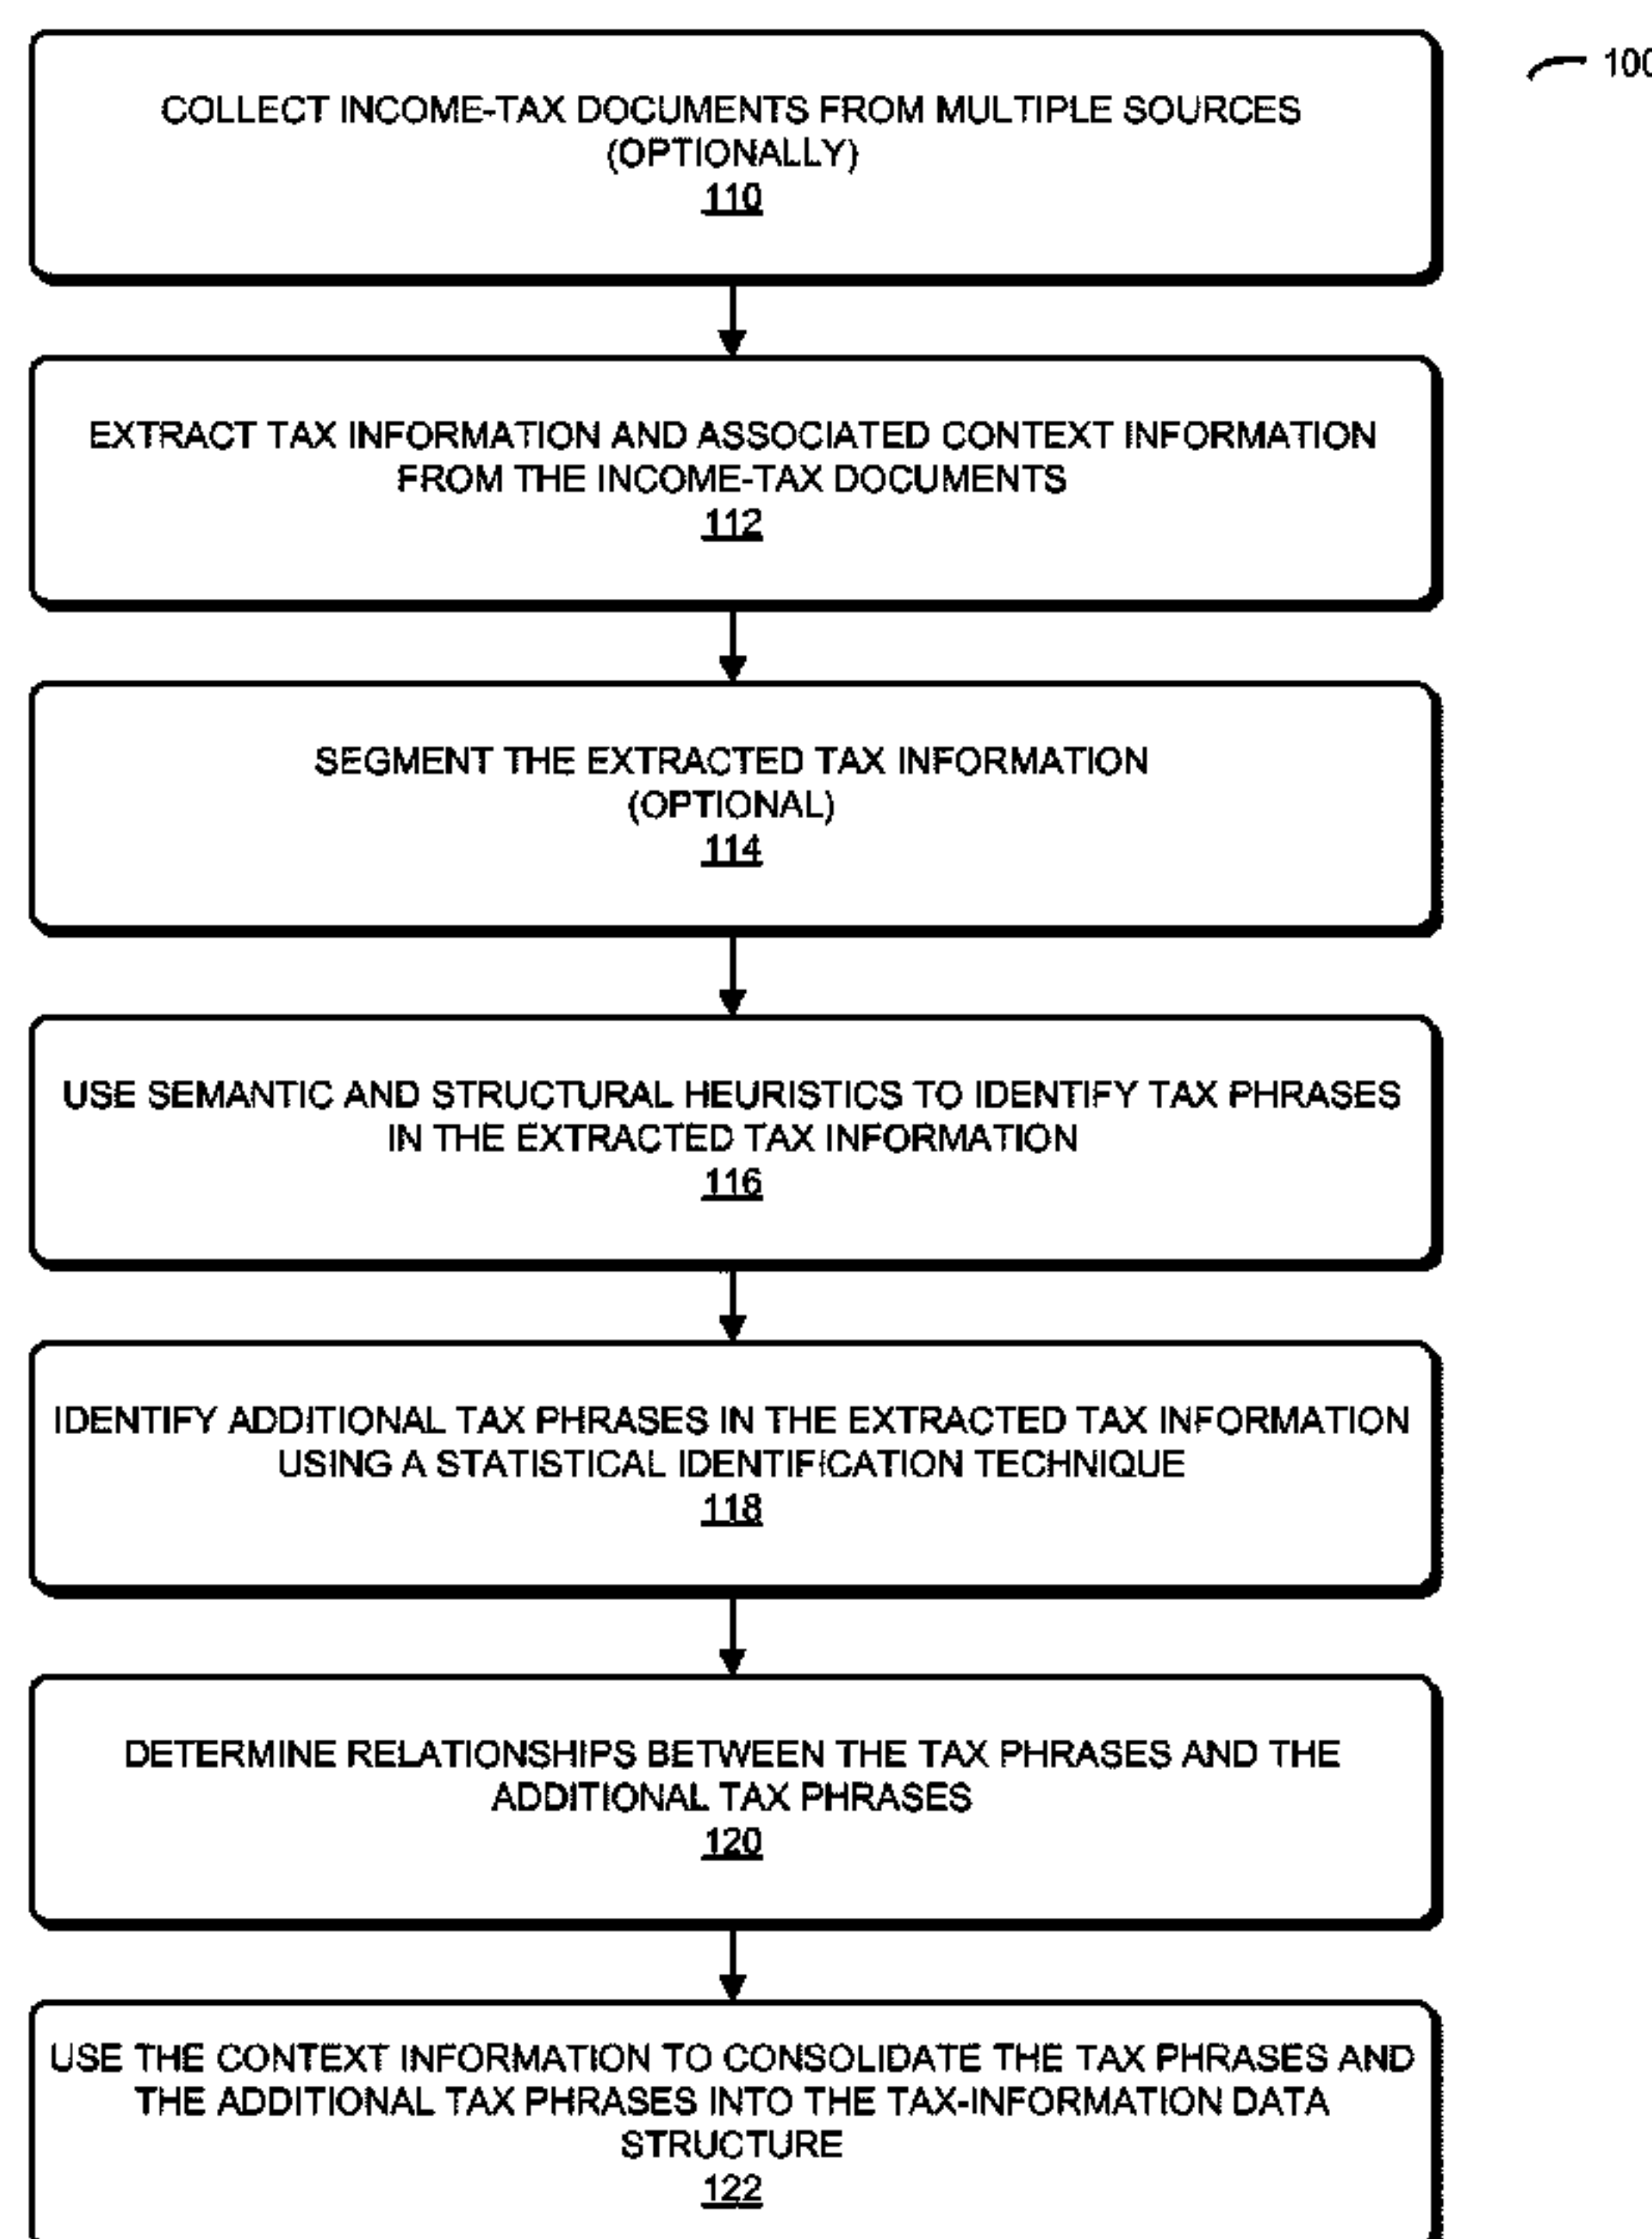 100
COLLECT INCOME-TAX DOCUMENTS FROM MULTIPLE SOURCES
(OPTIONALLY)
110
EXTRACT TAX INFORMATION AND ASSOCIATED CONTEXT INFORMATION
FROM THE INCOME-TAX DOCUMENTS
112
SEGMENT THE EXTRACTED TAX INFORMATION
(OPTIONAL)
114
USE SEMANTIC AND STRUCTURAL HEURISTICS TO IDENTIFY TAX PHRASES
IN THE EXTRACTED TAX INFORMATION
116
IDENTIFY ADDITIONAL TAX PHRASES IN THE EXTRACTED TAX INFORMATION
USING A STATISTICAL IDENTIFICATION TECHNIQUE
118
DETERMINE RELATIONSHIPS BETWEEN THE TAX PHRASES AND THE
ADDITIONAL TAX PHRASES
120
USE THE CONTEXT INFORMATION TO CONSOLIDATE THE TAX PHRASES AND
THE ADDITIONAL TAX PHRASES INTO THE TAX-INFORMATION DATA
STRUCTURE
122